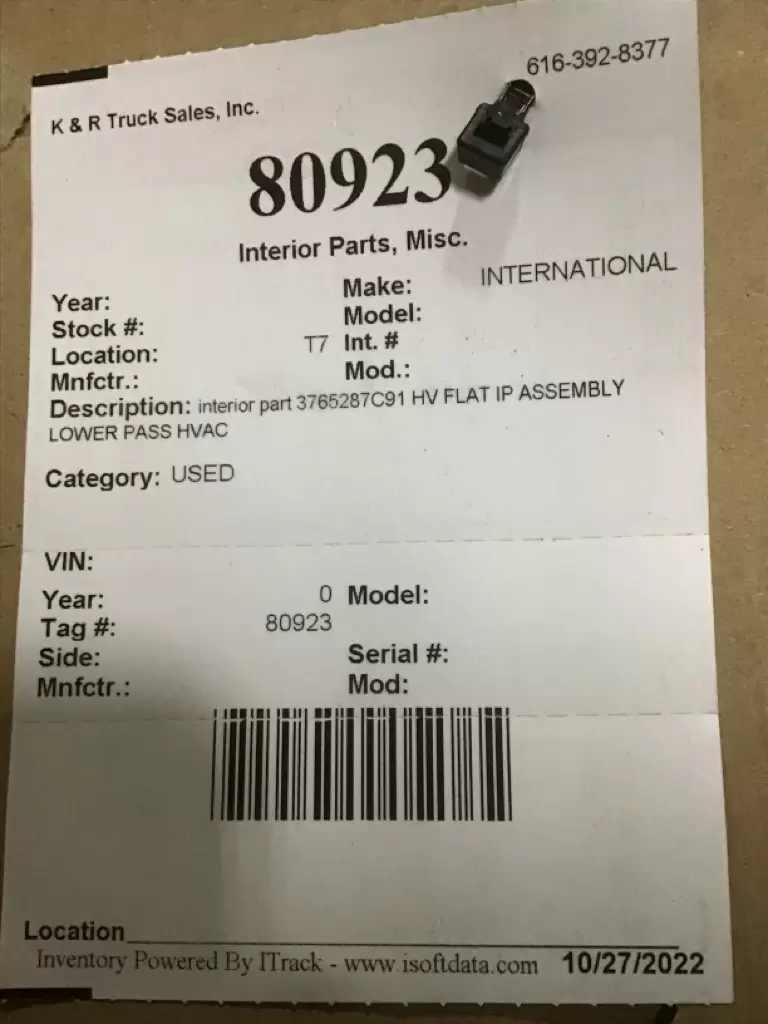 616-392-8377
K & R Truck Sales, Inc.
80923
Interior Parts, Misc.
Year: Make: INTERNATIONAL
Stock #: Model:
Location: T7 Int. #
Mnfctr.: Mod.:
Description: interior part 3765287C91 HV FLAT IP ASSEMBLY
LOWER PASS HVAC
Category: USED
VIN:
Year: 0 Model:
Tag #: 80923
Side: Serial #:
Mnfctr.: Mod:
Location
Inventory Powered By ITrack - www.isoftdata.com 10/27/2022